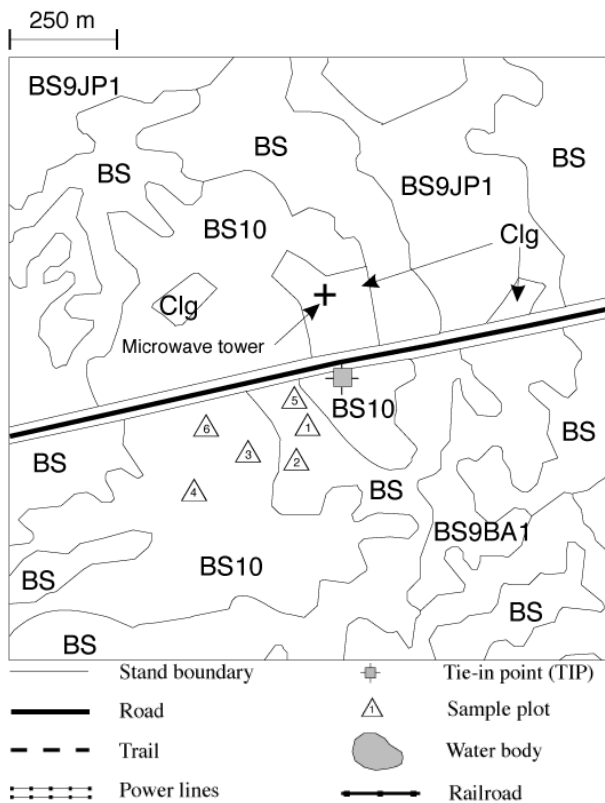 250 m
BS9JP1
BS
BS
BS
BS9JP1
BS10
Clg
Clg
Microwave tower
5
BS10
6
1
3
2
BS
BS
4
BS
BS9BA1
BS10
BS
BS
BS
Stand boundary
Tie-in point (TIP)
Road
1
Sample plot
Trail
Water body
Power lines
Railroad